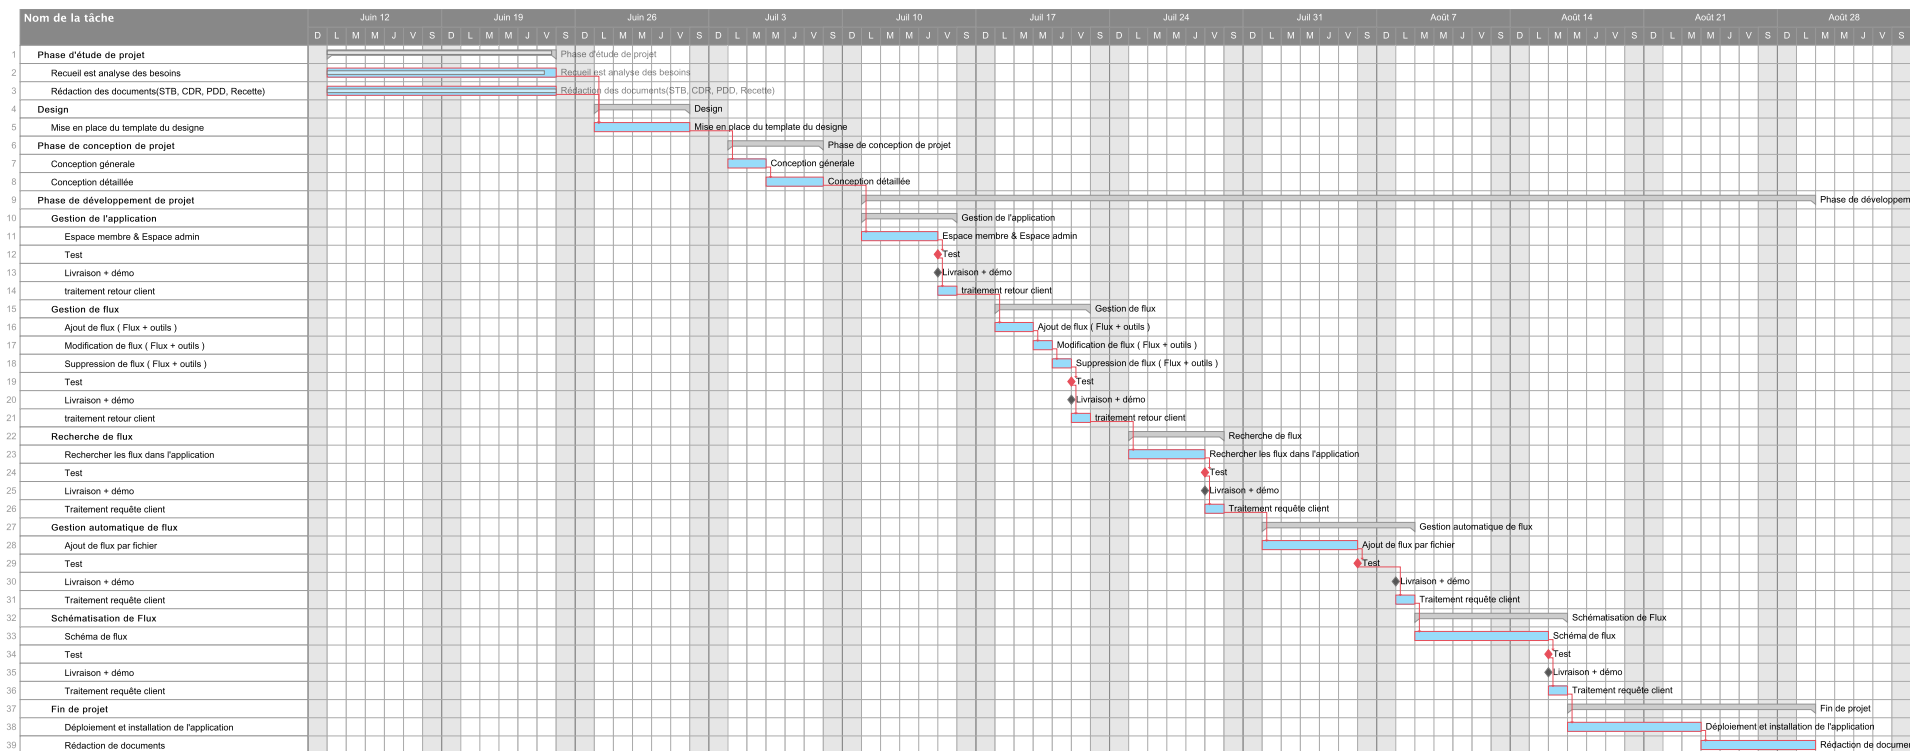 Nom de la tâche Juin 12 Juin 19 Juin 26 Juil 3 Juil 10 Juil 17 Juil 24 Juil 31 Août 7 Août 14 Août 21 Août 28
D L M M J V S D L M M J V S D L M M J V S D L M M J V S D L M M J V S D L M M J V S D L M M J V S D L M M J V S D L M M J V S D L M M J V S D L M M J V S D L M M J V S
1 Phase d'étude de projet Phase d'étude de projet
2 Recueil est analyse des besoins Recueil est analyse des besoins
3 Rédaction des documents(STB, CDR, PDD, Recette) Rédaction des documents(STB, CDR, PDD, Recette)
4 Design Design
5 Mise en place du template du designe Mise en place du template du designe
6 Phase de conception de projet Phase de conception de projet
7 Conception génerale Conception génerale
8 Conception détaillée Conception détaillée
9 Phase de développement de projet Phase de développem
10 Gestion de l'application Gestion de l'application
11 Espace membre & Espace admin Espace membre & Espace admin
12 Test Test
13 Livraison + démo Livraison + démo
14 traitement retour client traitement retour client
15 Gestion de flux Gestion de flux
16 Ajout de flux ( Flux + outils ) Ajout de flux ( Flux + outils )
17 Modification de flux ( Flux + outils ) Modification de flux ( Flux + outils )
18 Suppression de flux ( Flux + outils ) Suppression de flux ( Flux + outils )
19 Test Test
20 Livraison + démo Livraison + démo
21 traitement retour client traitement retour client
22 Recherche de flux Recherche de flux
23 Rechercher les flux dans l'application Rechercher les flux dans l'application
24 Test Test
25 Livraison + démo Livraison + démo
26 Traitement requête client Traitement requête client
27 Gestion automatique de flux Gestion automatique de flux
28 Ajout de flux par fichier Ajout de flux par fichier
29 Test Test
30 Livraison + démo Livraison + démo
31 Traitement requête client Traitement requête client
32 Schématisation de Flux Schématisation de Flux
33 Schéma de flux Schéma de flux
34 Test Test
35 Livraison + démo Livraison + démo
36 Traitement requête client Traitement requête client
37 Fin de projet Fin de projet
38 Déploiement et installation de l'application Déploiement et installation de l'application
39 Rédaction de documents Rédaction de documen